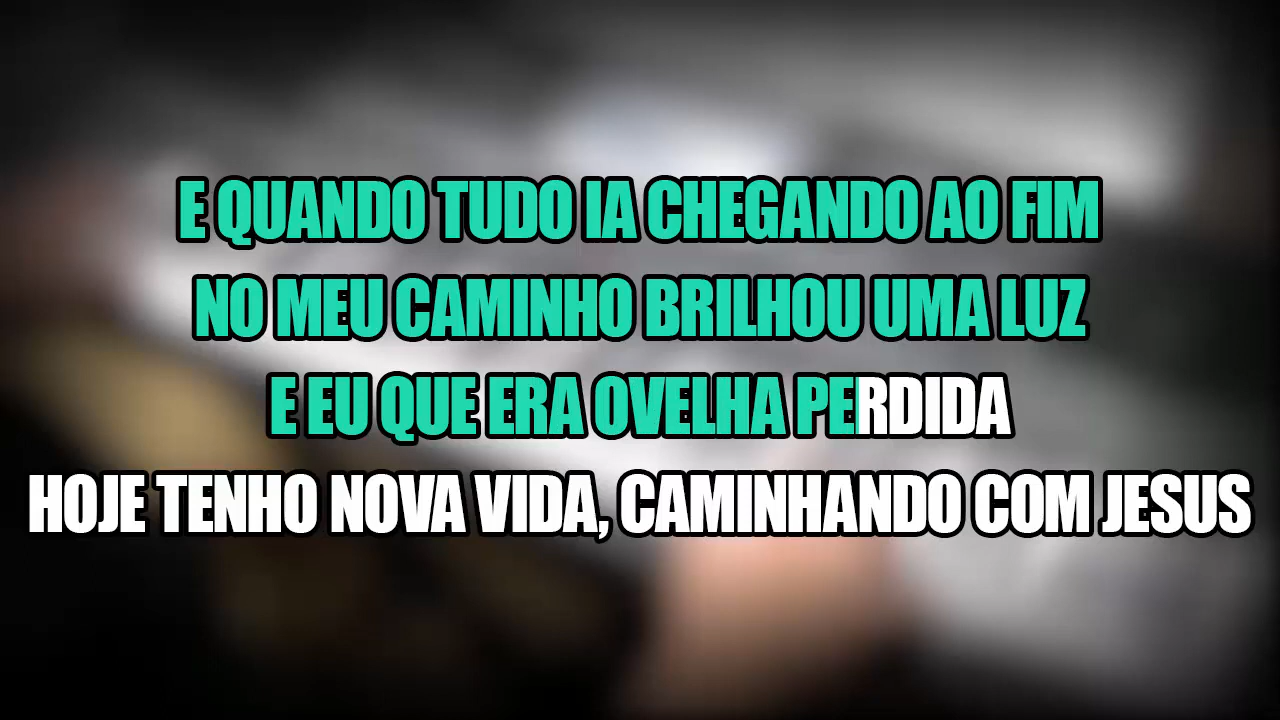 E QUANDO TUDO IA CHEGANDO AO FIM
NO MEU CAMINHO BRILHOU UMA LUZ
E EU QUE ERA OVELHA PERDIDA
HOJE TENHO NOVA VIDA, CAMINHANDO COM JESUS